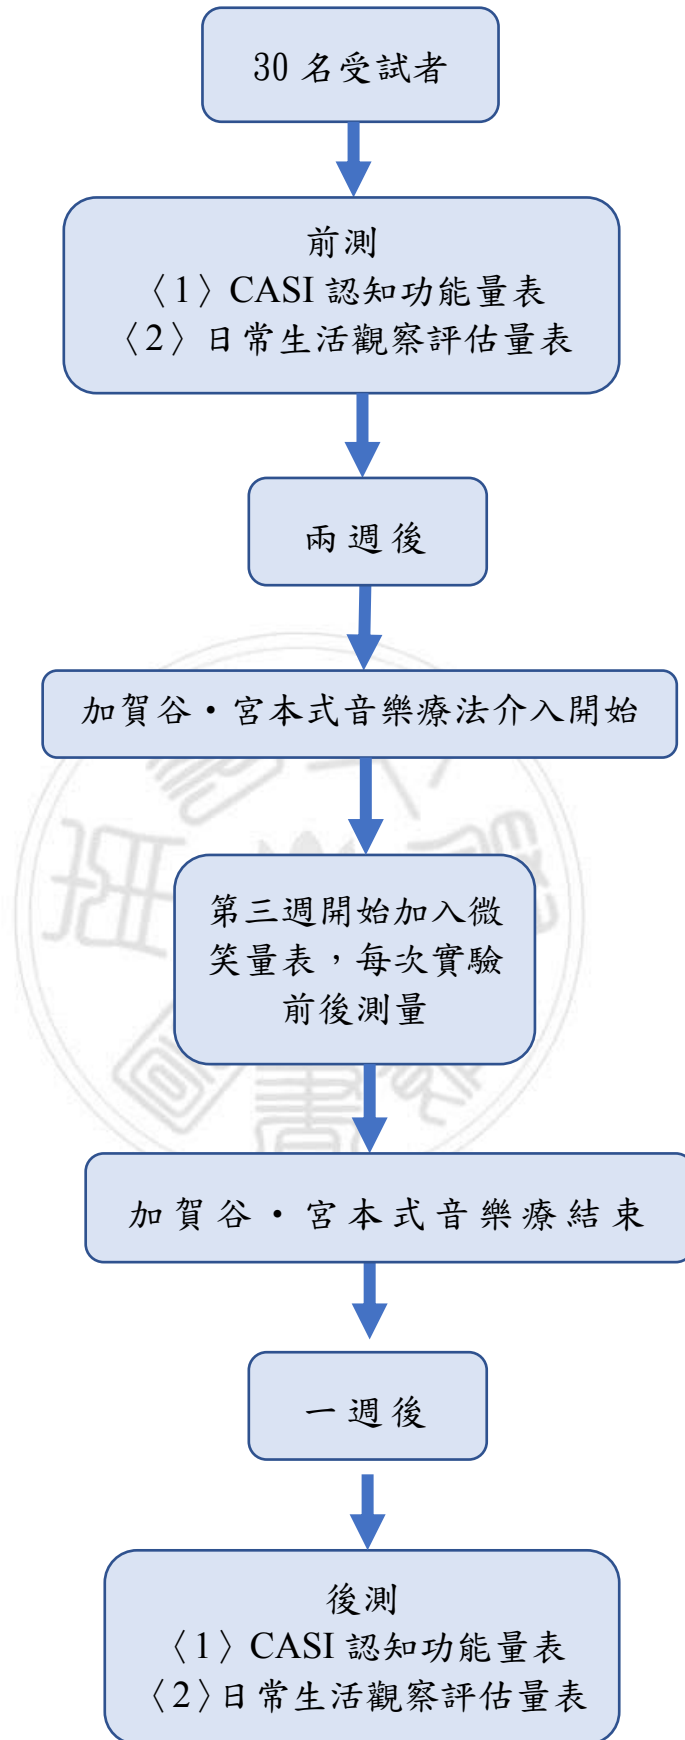 30 名受試者
前測
〈1〉CASI 認知功能量表
〈2〉日常生活觀察評估量表
兩週後
加賀谷・宮本式音樂療法介入開始
第三週開始加入微
笑量表，每次實驗
前後測量
加賀谷・宮本式音樂療結束
一週後
後測
〈1〉CASI 認知功能量表
〈2〉日常生活觀察評估量表